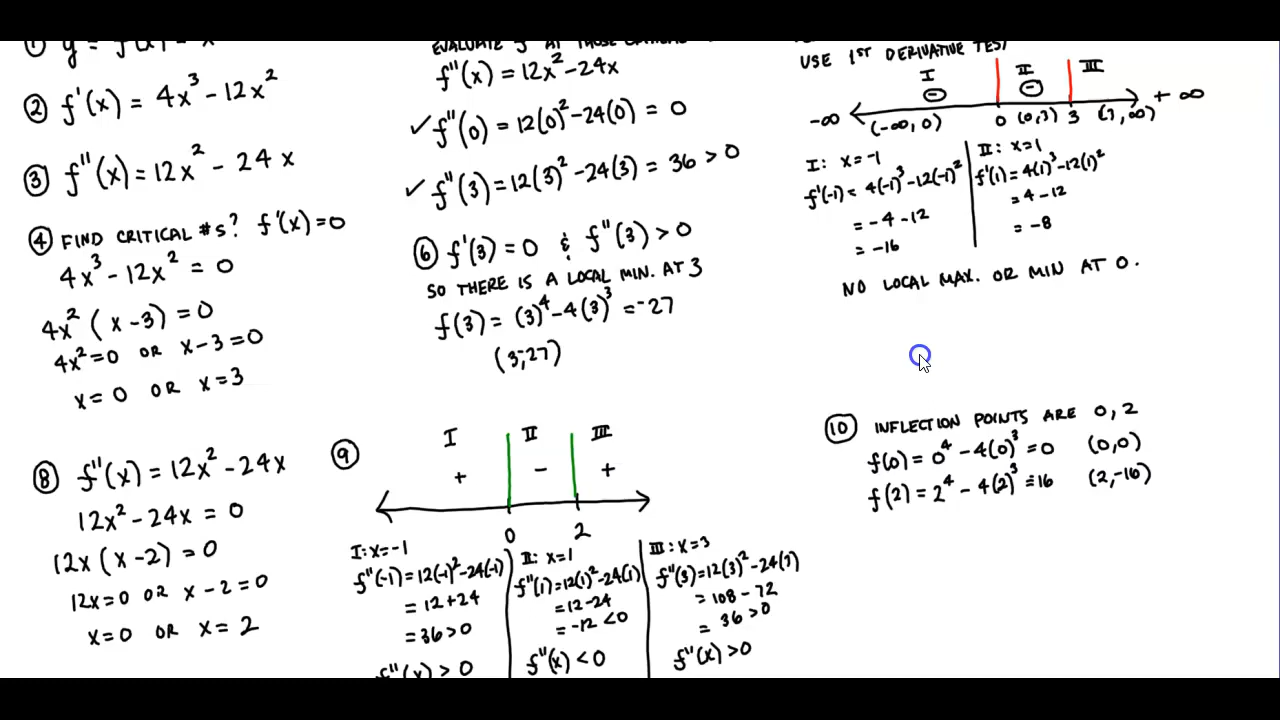 ① y = f(x) = x
② f'(x) = 4x³ - 12x²
③ f''(x) = 12x² - 24x
④ FIND CRITICAL #s? f'(x) = 0
4x³ - 12x² = 0
4x² (x - 3) = 0
4x² = 0 OR x - 3 = 0
x = 0 OR x = 3
EVALUATE f'' AT THOSE CRITICAL
f''(x) = 12x² - 24x
✓ f''(0) = 12(0)² - 24(0) = 0
✓ f''(3) = 12(3)² - 24(3) = 36 > 0
⑥ f'(3) = 0 & f''(3) > 0
SO THERE IS A LOCAL MIN. AT 3
f(3) = (3)⁴ - 4(3)³ = -27
(3, -27)
USE 1ST DERIVATIVE TEST
I II III
⊖ ⊖
-∞ (-∞, 0) 0 (0,3) 3 (3, ∞) + ∞
I: x = -1
f'(-1) = 4(-1)³ - 12(-1)²
= -4 - 12
= -16
II: x = 1
f'(1) = 4(1)³ - 12(1)²
= 4 - 12
= -8
NO LOCAL MAX. OR MIN AT 0.
⑧ f''(x) = 12x² - 24x
12x² - 24x = 0
12x (x - 2) = 0
12x = 0 OR x - 2 = 0
x = 0 OR x = 2
⑨ I II III
+ - +
0 2
I: x = -1
f''(-1) = 12(-1)² - 24(-1)
= 12 + 24
= 36 > 0
f''(x) > 0
II: x = 1
f''(1) = 12(1)² - 24(1)
= 12 - 24
= -12 < 0
f''(x) < 0
III: x = 3
f''(3) = 12(3)² - 24(3)
= 108 - 72
= 36 > 0
f''(x) > 0
⑩ INFLECTION POINTS ARE 0, 2
f(0) = 0⁴ - 4(0)³ = 0 (0,0)
f(2) = 2⁴ - 4(2)³ = -16 (2, -16)